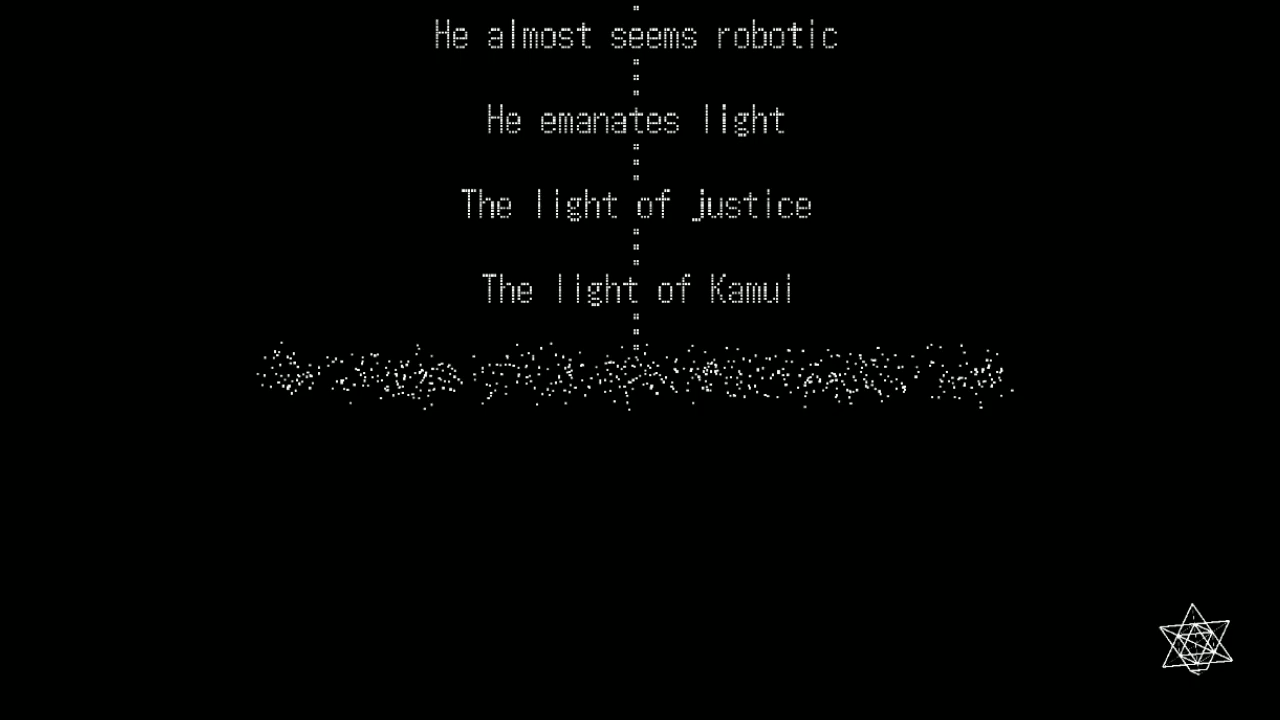 He almost seems robotic
He emanates light
The light of justice
The light of Kamui